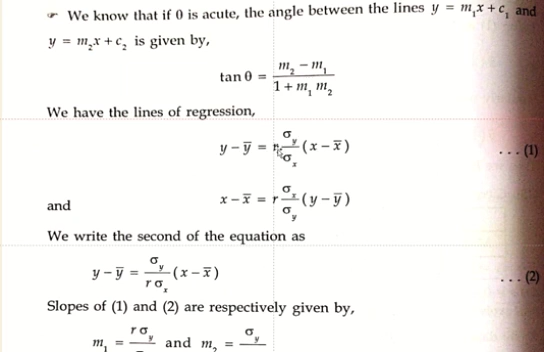 ☞ We know that if θ is acute, the angle between the lines y = m₁x + c₁ and
y = m₂x + c₂ is given by,
tan θ = (m₂ − m₁) / (1 + m₁ m₂)
We have the lines of regression,
y − ȳ = r (σ_y / σ_x) (x − x̄) . . . (1)
and x − x̄ = r (σ_x / σ_y) (y − ȳ)
We write the second of the equation as
y − ȳ = (σ_y / r σ_x) (x − x̄) . . . (2)
Slopes of (1) and (2) are respectively given by,
m₁ = r σ_y and m₂ = σ_y